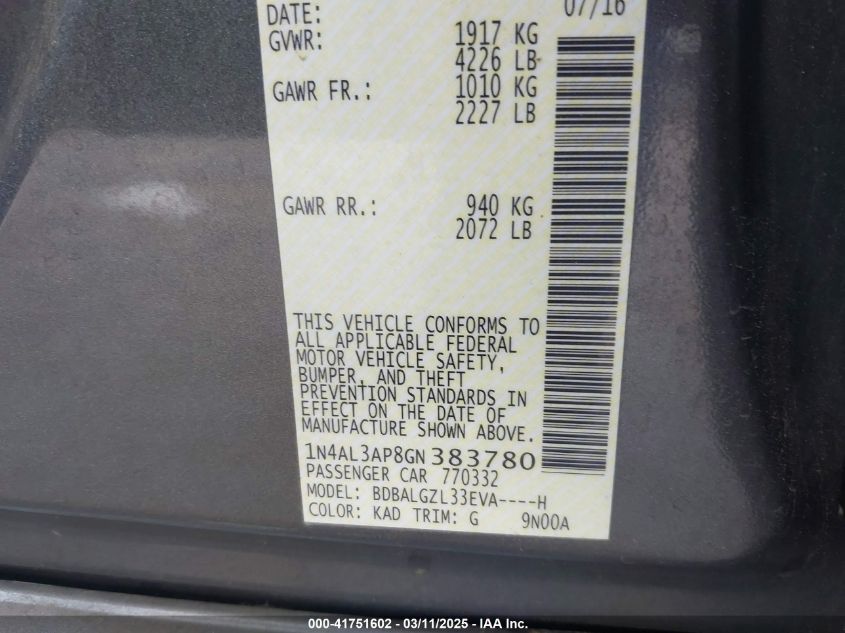 DATE: 07/16
GVWR: 1917 KG
4226 LB
GAWR FR.: 1010 KG
2227 LB
GAWR RR.: 940 KG
2072 LB
THIS VEHICLE CONFORMS TO
ALL APPLICABLE FEDERAL
MOTOR VEHICLE SAFETY,
BUMPER, AND THEFT
PREVENTION STANDARDS IN
EFFECT ON THE DATE OF
MANUFACTURE SHOWN ABOVE.
1N4AL3AP8GN383780
PASSENGER CAR 770332
MODEL: BDBALGZL33EVA----H
COLOR: KAD TRIM: G 9N00A
000-41751602 - 03/11/2025 - IAA Inc.